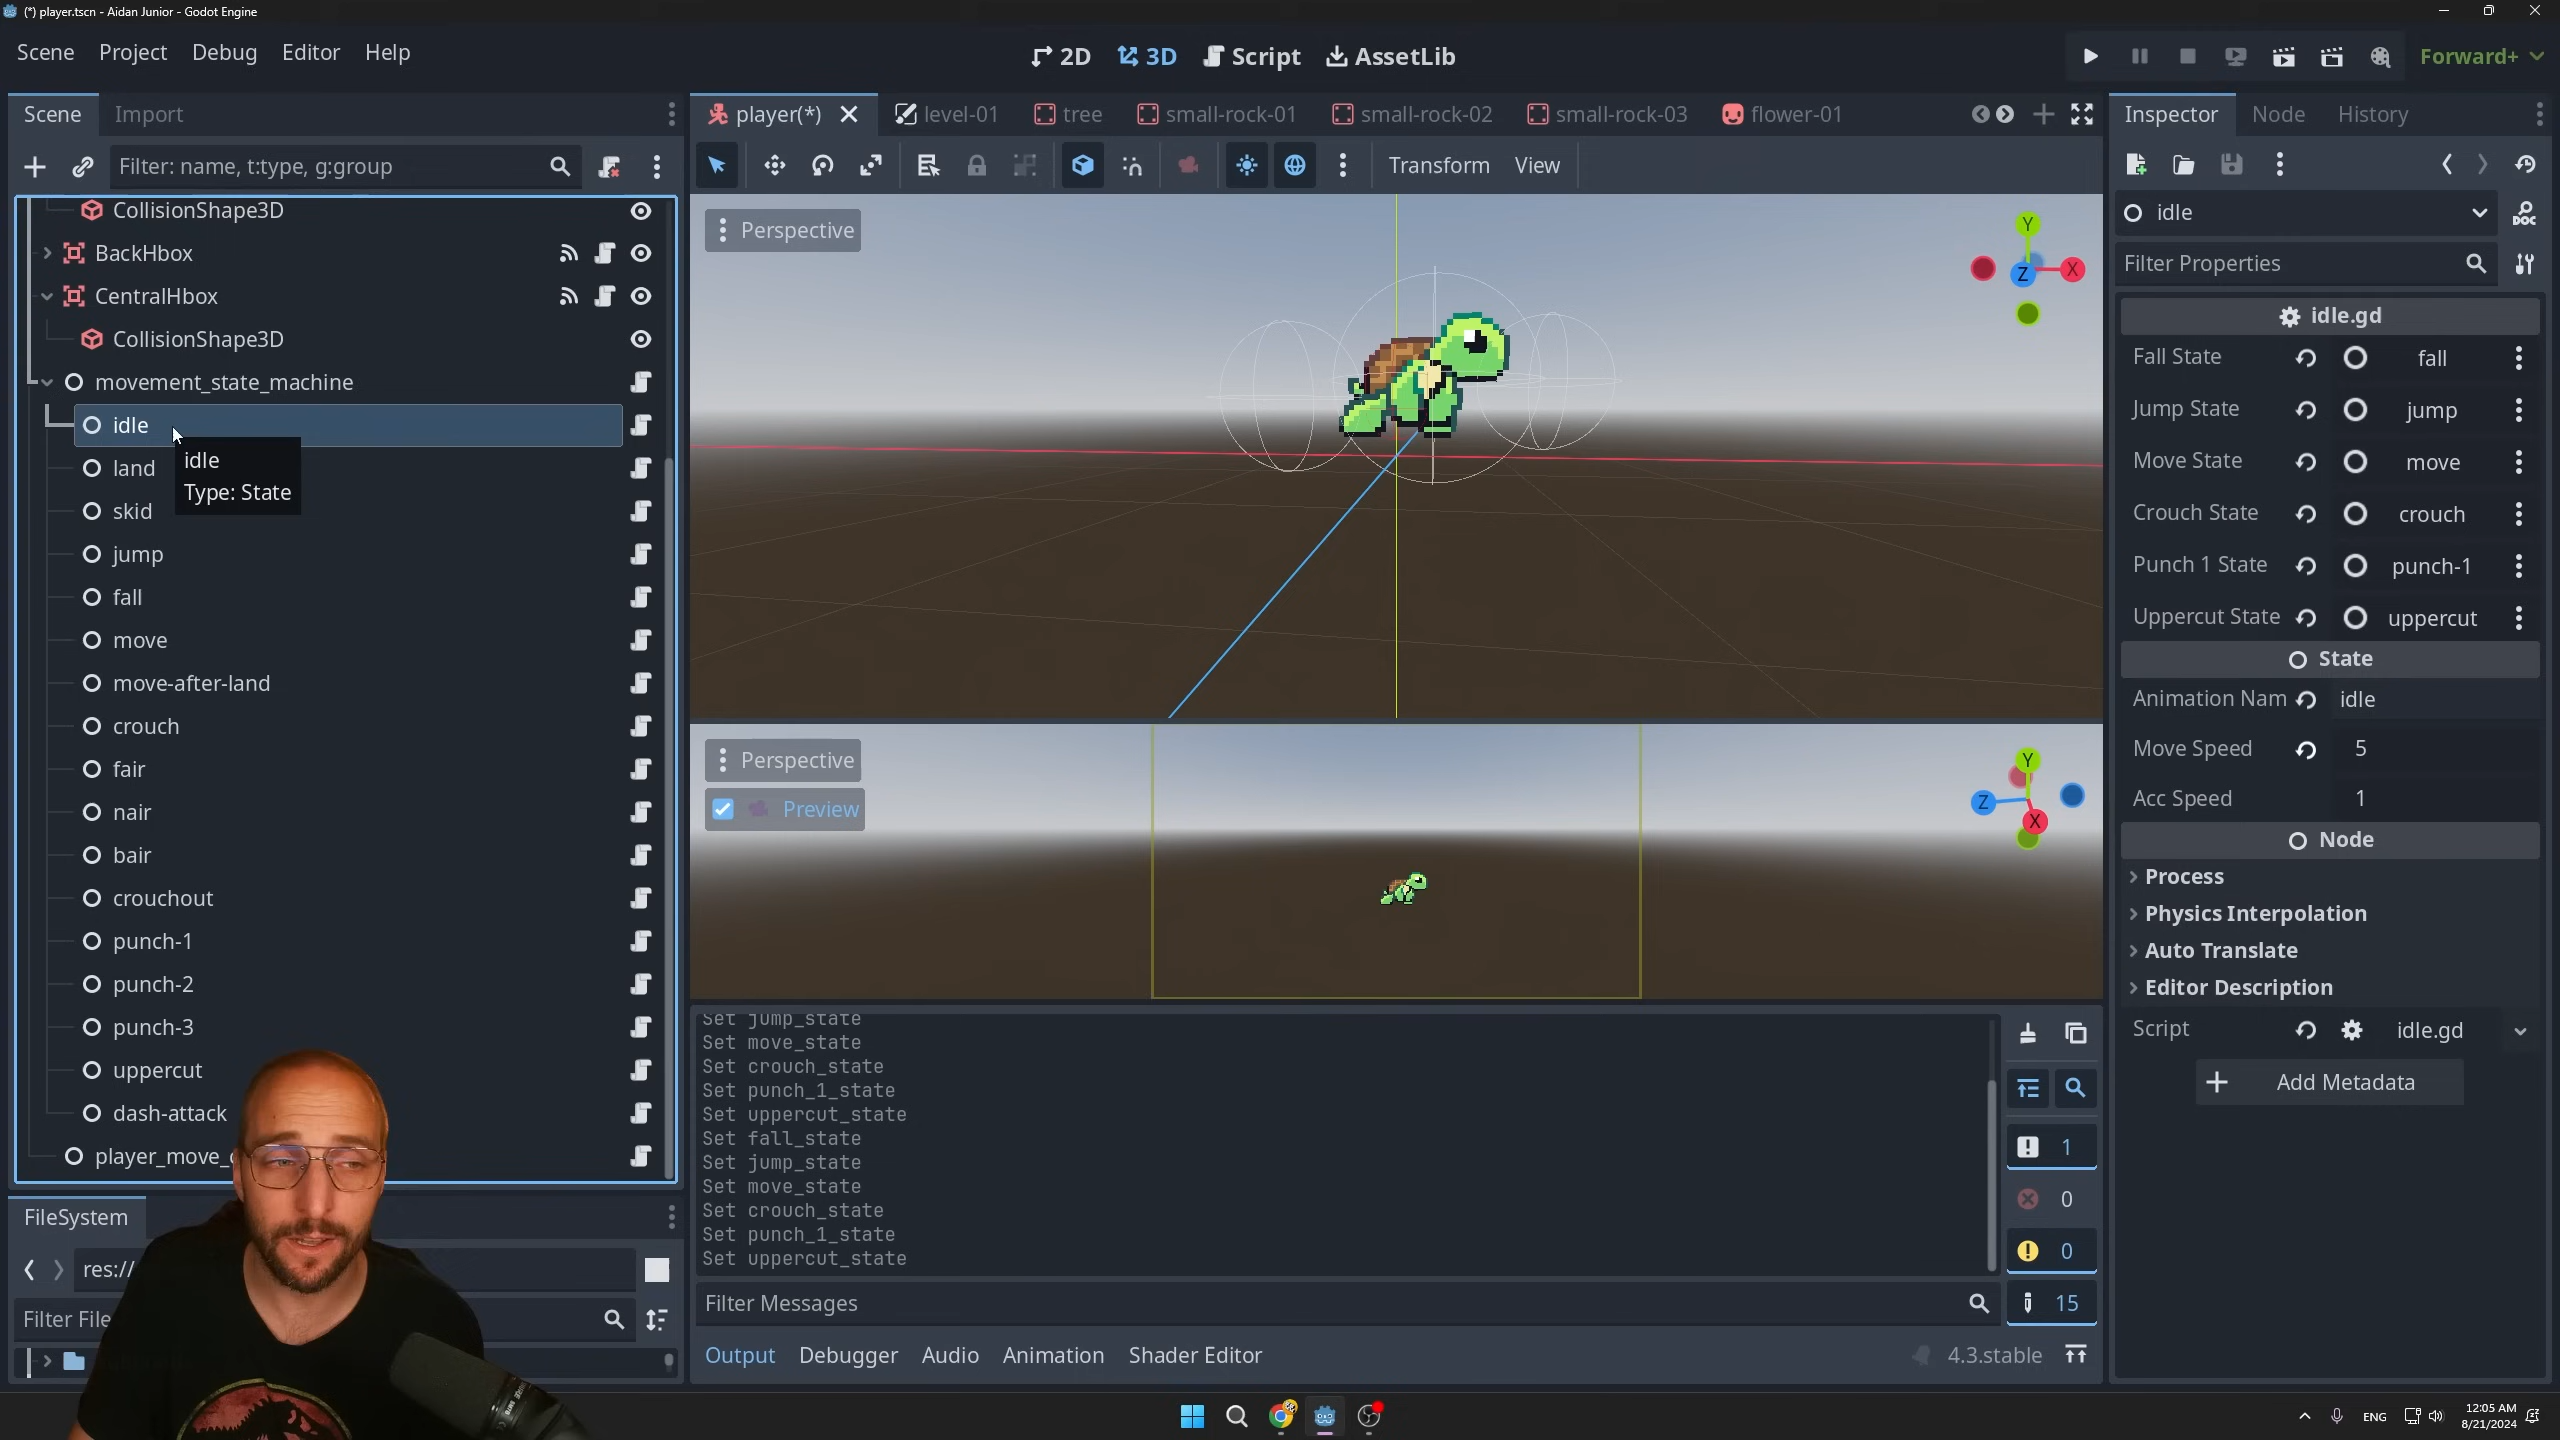 (*) player.tscn - Aidan Junior - Godot Engine
Scene Project Debug Editor Help
2D 3D Script AssetLib
Forward+
Scene Import
player(*) level-01 tree small-rock-01 small-rock-02 small-rock-03 flower-01
Inspector Node History
Filter: name, t:type, g:group
Transform View
CollisionShape3D
BackHbox
CentralHbox
CollisionShape3D
movement_state_machine
idle
idle
Type: State
land
skid
jump
fall
move
move-after-land
crouch
fair
nair
bair
crouchout
punch-1
punch-2
punch-3
uppercut
dash-attack
player_move_
FileSystem
res://
Filter File
Perspective
Y
X
Z
Perspective
Preview
Y
Z
X
Set jump_state
Set move_state
Set crouch_state
Set punch_1_state
Set uppercut_state
Set fall_state
Set jump_state
Set move_state
Set crouch_state
Set punch_1_state
Set uppercut_state
1
0
0
15
Filter Messages
Output Debugger Audio Animation Shader Editor
4.3.stable
idle
DOC
Filter Properties
idle.gd
Fall State fall
Jump State jump
Move State move
Crouch State crouch
Punch 1 State punch-1
Uppercut State uppercut
State
Animation Nam idle
Move Speed 5
Acc Speed 1
Node
Process
Physics Interpolation
Auto Translate
Editor Description
Script idle.gd
Add Metadata
ENG
12:05 AM
8/21/2024